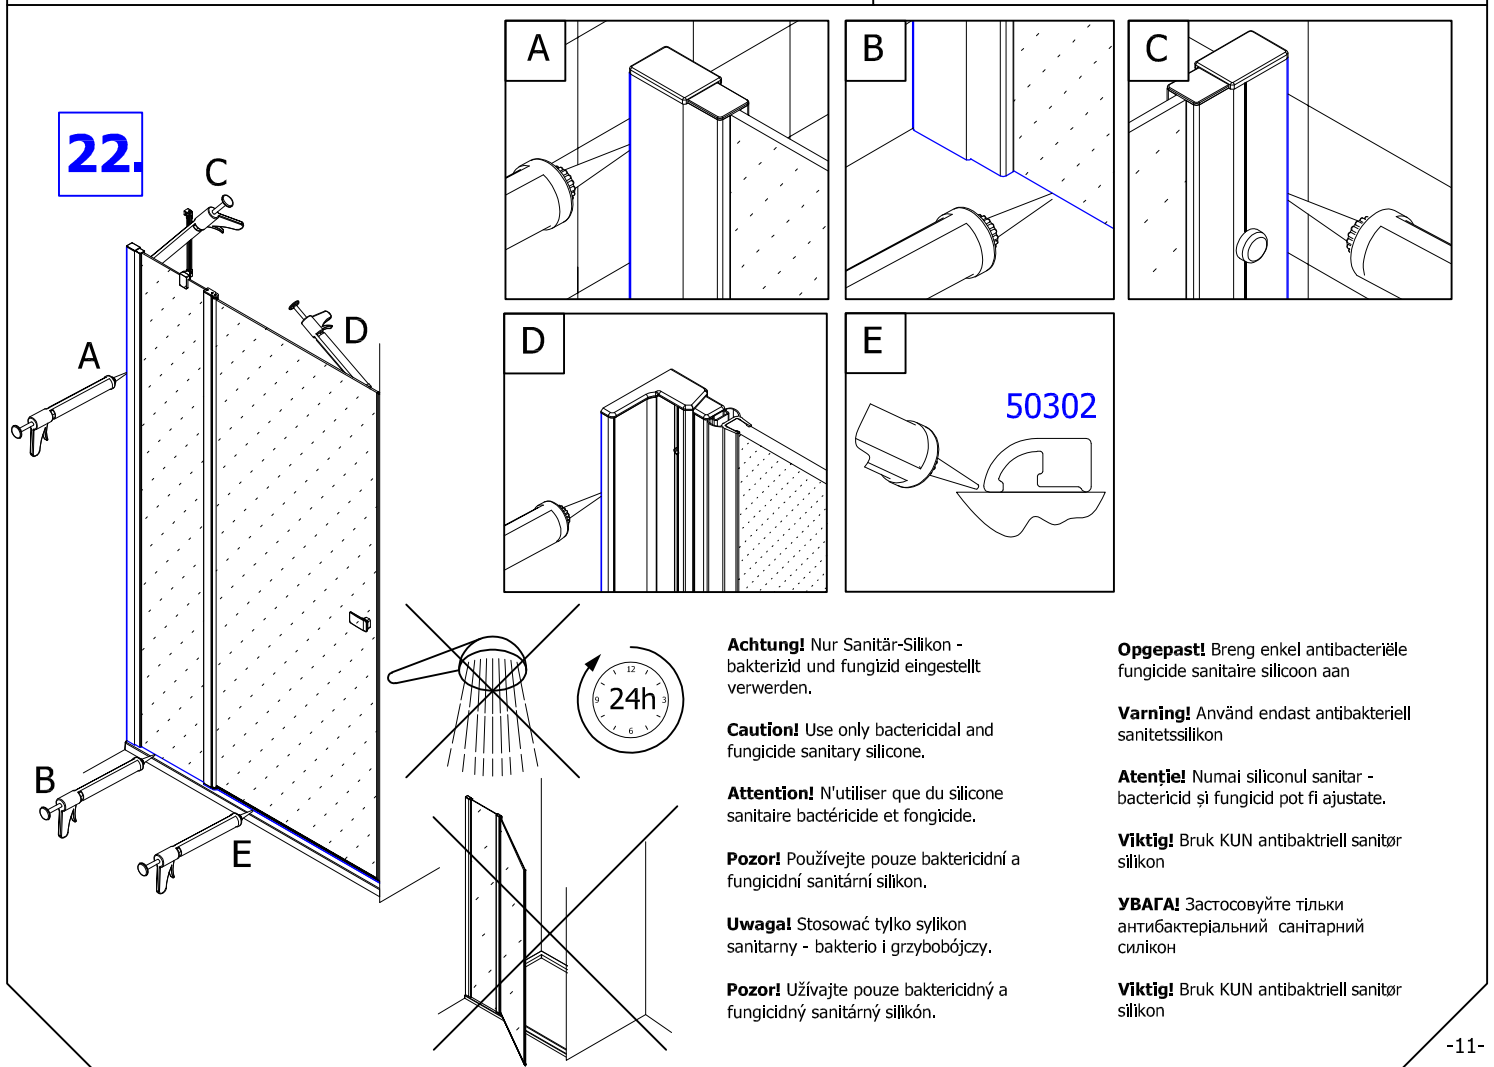 22.
C
A
D
B
E
A
B
C
D
E
50302
12
9
24h
3
6
Achtung! Nur Sanitär-Silikon -
bakterizid und fungizid eingestellt
verwerden.
Caution! Use only bactericidal and
fungicide sanitary silicone.
Attention! N'utiliser que du silicone
sanitaire bactéricide et fongicide.
Pozor! Používejte pouze baktericidní a
fungicidní sanitární silikon.
Uwaga! Stosować tylko sylikon
sanitarny - bakterio i grzybobójczy.
Pozor! Užívajte pouze baktericidný a
fungicidný sanitárný silikón.
Opgepast! Breng enkel antibacteriële
fungicide sanitaire silicoon aan
Varning! Använd endast antibakteriell
sanitetssilikon
Atenție! Numai siliconul sanitar -
bactericid și fungicid pot fi ajustate.
Viktig! Bruk KUN antibaktriell sanitør
silikon
УВАГА! Застосовуйте тільки
антибактеріальний санітарний
силікон
Viktig! Bruk KUN antibaktriell sanitør
silikon
-11-